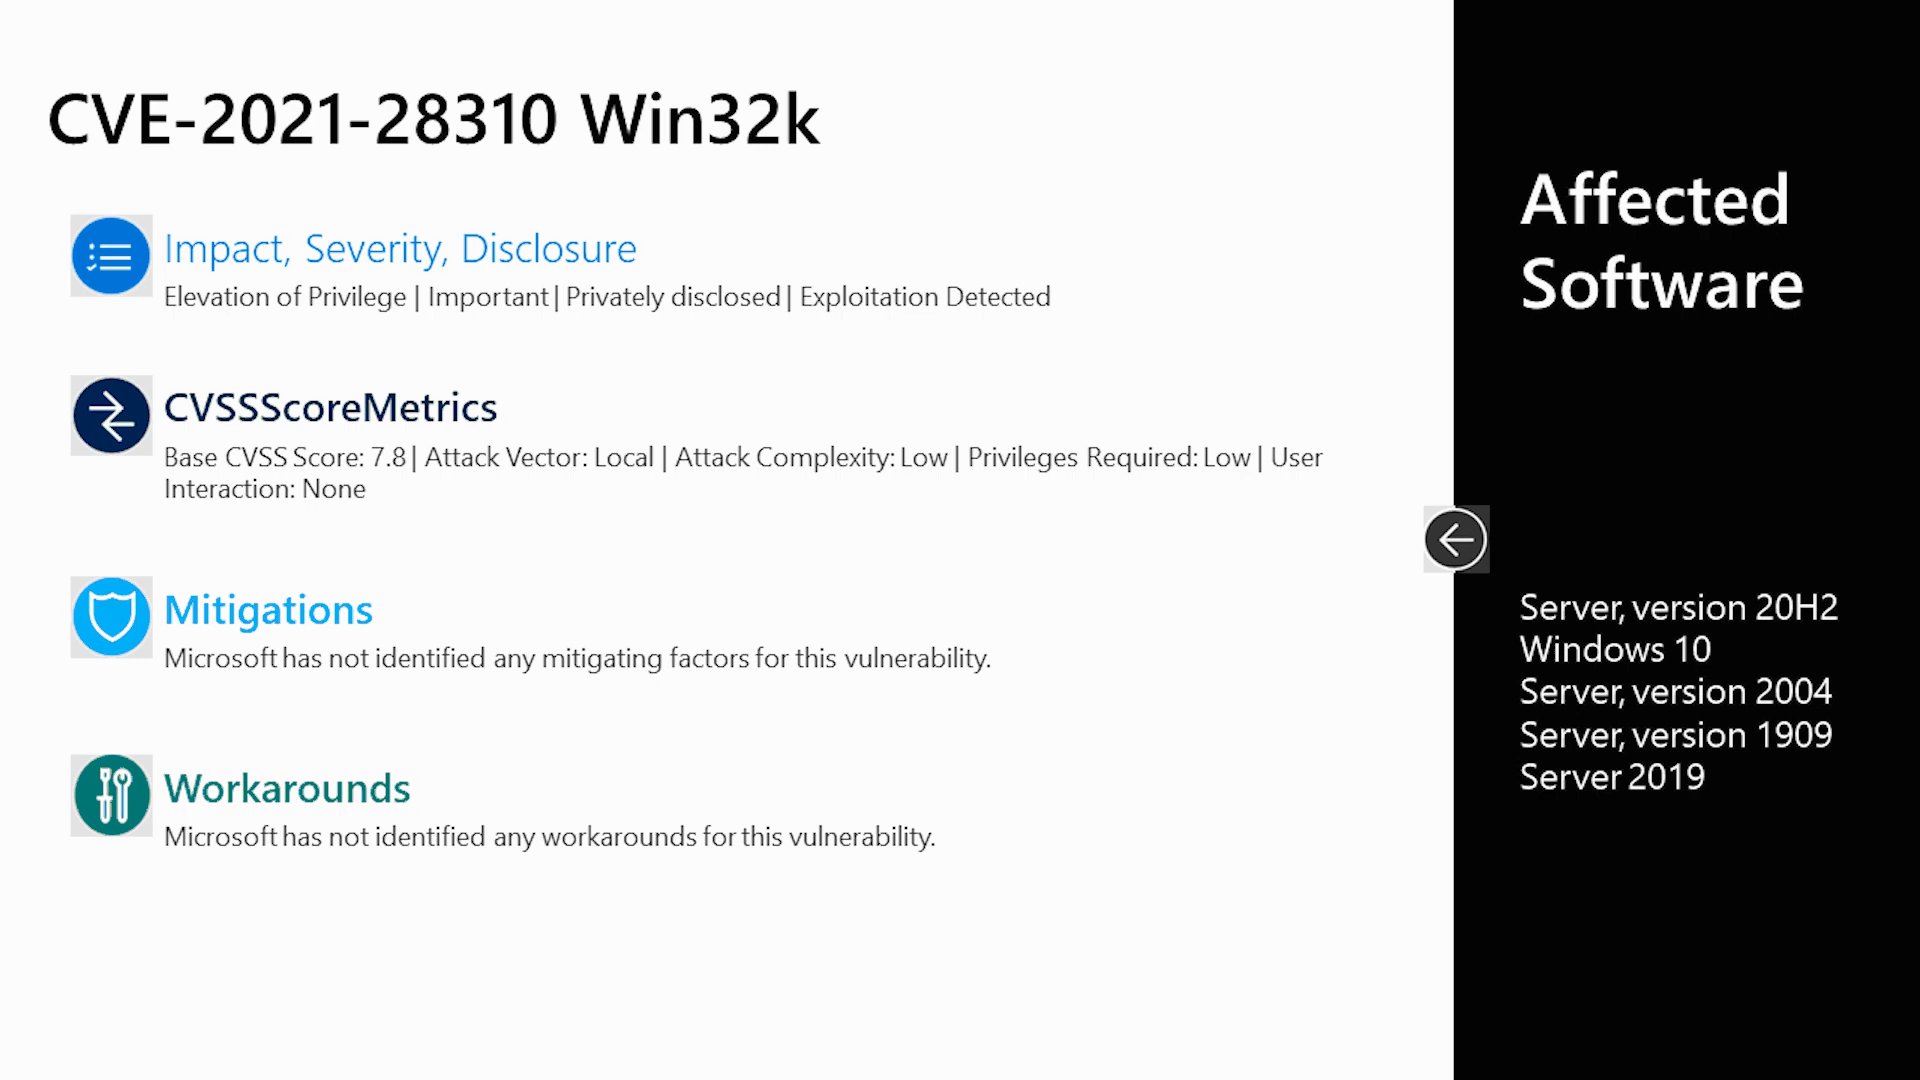 CVE-2021-28310 Win32k
Impact, Severity, Disclosure
Elevation of Privilege | Important | Privately disclosed | Exploitation Detected
CVSSScoreMetrics
Base CVSS Score: 7.8 | Attack Vector: Local | Attack Complexity: Low | Privileges Required: Low | User
Interaction: None
Mitigations
Microsoft has not identified any mitigating factors for this vulnerability.
Workarounds
Microsoft has not identified any workarounds for this vulnerability.
Affected
Software
Server, version 20H2
Windows 10
Server, version 2004
Server, version 1909
Server 2019